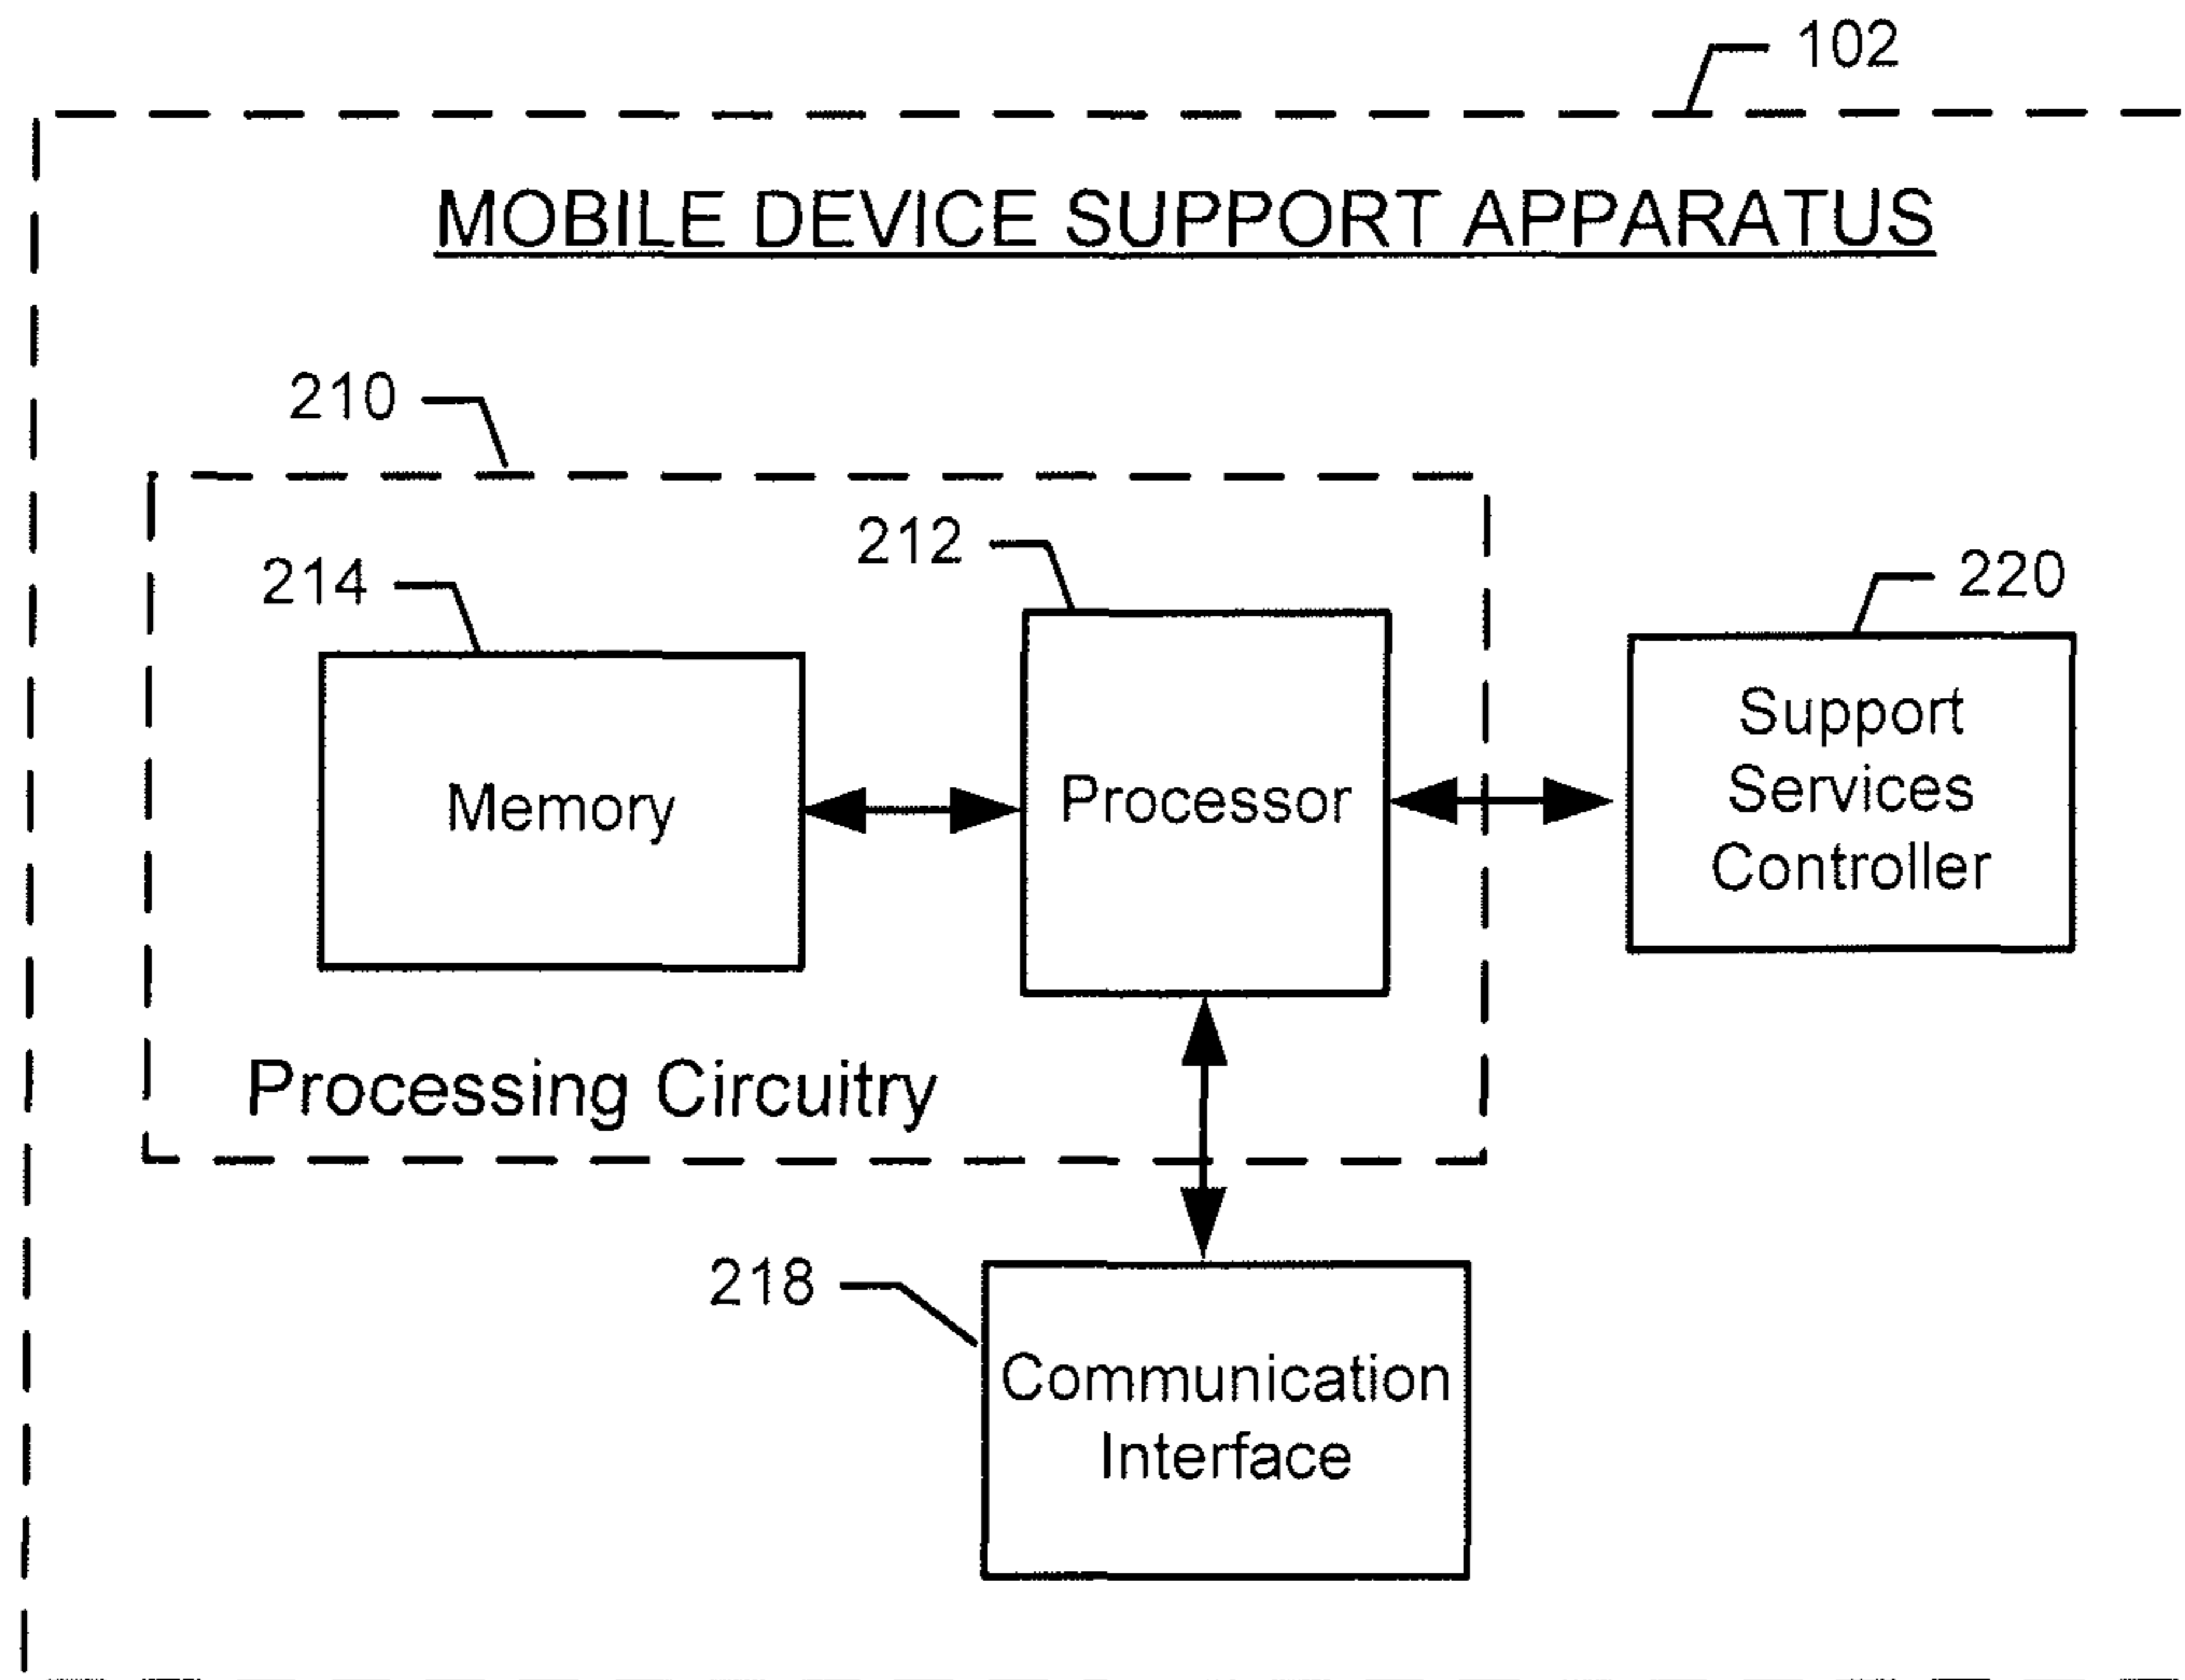 102
MOBILE DEVICE SUPPORT APPARATUS
210
212
214
220
Support
Services
Controller
Memory
Processor
Processing Circuitry
218
Communication
Interface